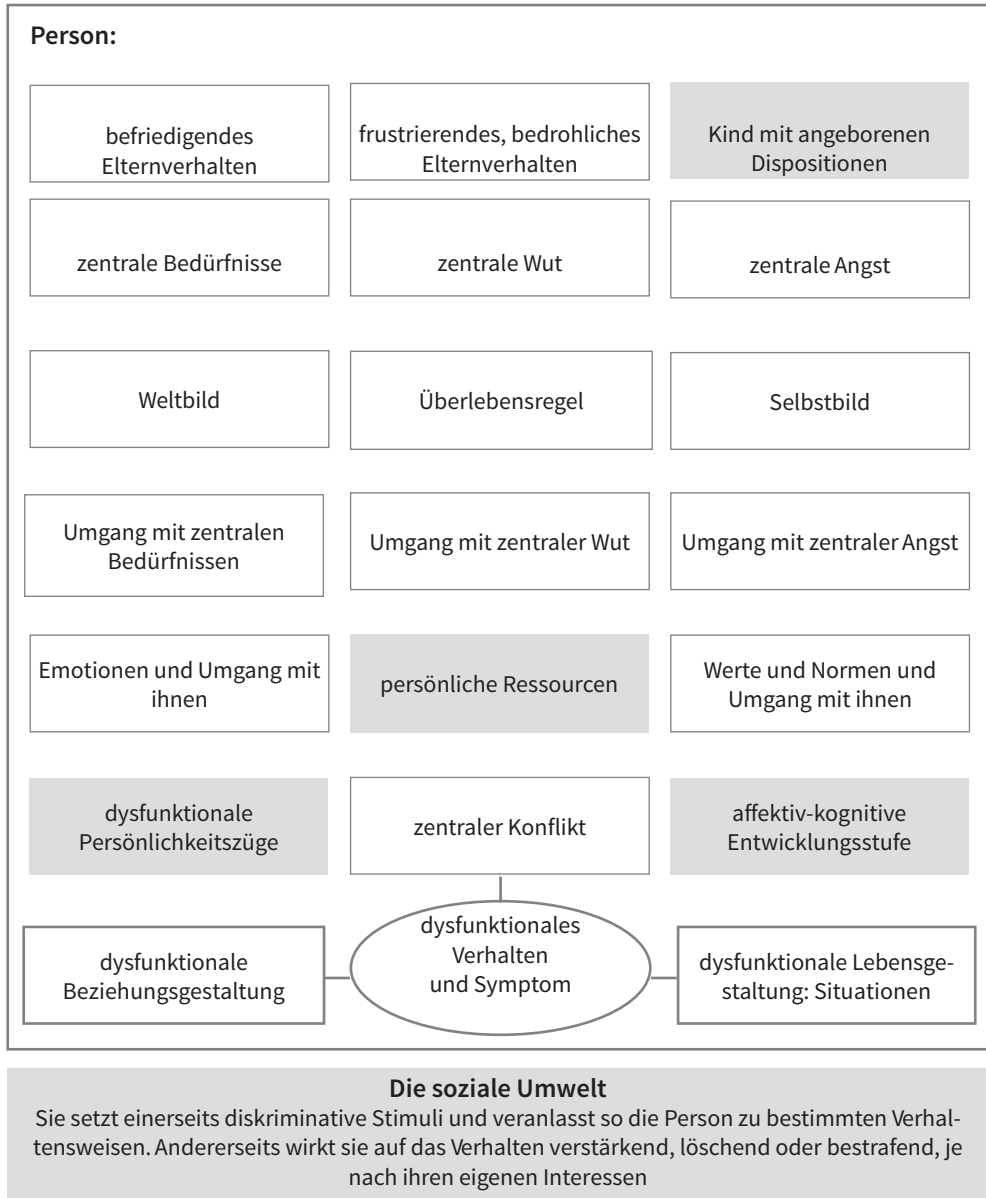 Person:
befriedigendes
Elternverhalten
frustrierendes, bedrohliches
Elternverhalten
Kind mit angeborenen
Dispositionen
zentrale Bedürfnisse
zentrale Wut
zentrale Angst
Weltbild
Überlebensregel
Selbstbild
Umgang mit zentralen
Bedürfnissen
Umgang mit zentraler Wut
Umgang mit zentraler Angst
Emotionen und Umgang mit
ihnen
persönliche Ressourcen
Werte und Normen und
Umgang mit ihnen
dysfunktionale
Persönlichkeitszüge
zentraler Konflikt
affektiv-kognitive
Entwicklungsstufe
dysfunktionale
Beziehungsgestaltung
dysfunktionales
Verhalten
und Symptom
dysfunktionale Lebensge-
staltung: Situationen
Die soziale Umwelt
Sie setzt einerseits diskriminative Stimuli und veranlasst so die Person zu bestimmten Verhal-
tensweisen. Andererseits wirkt sie auf das Verhalten verstärkend, löschend oder bestrafend, je
nach ihren eigenen Interessen